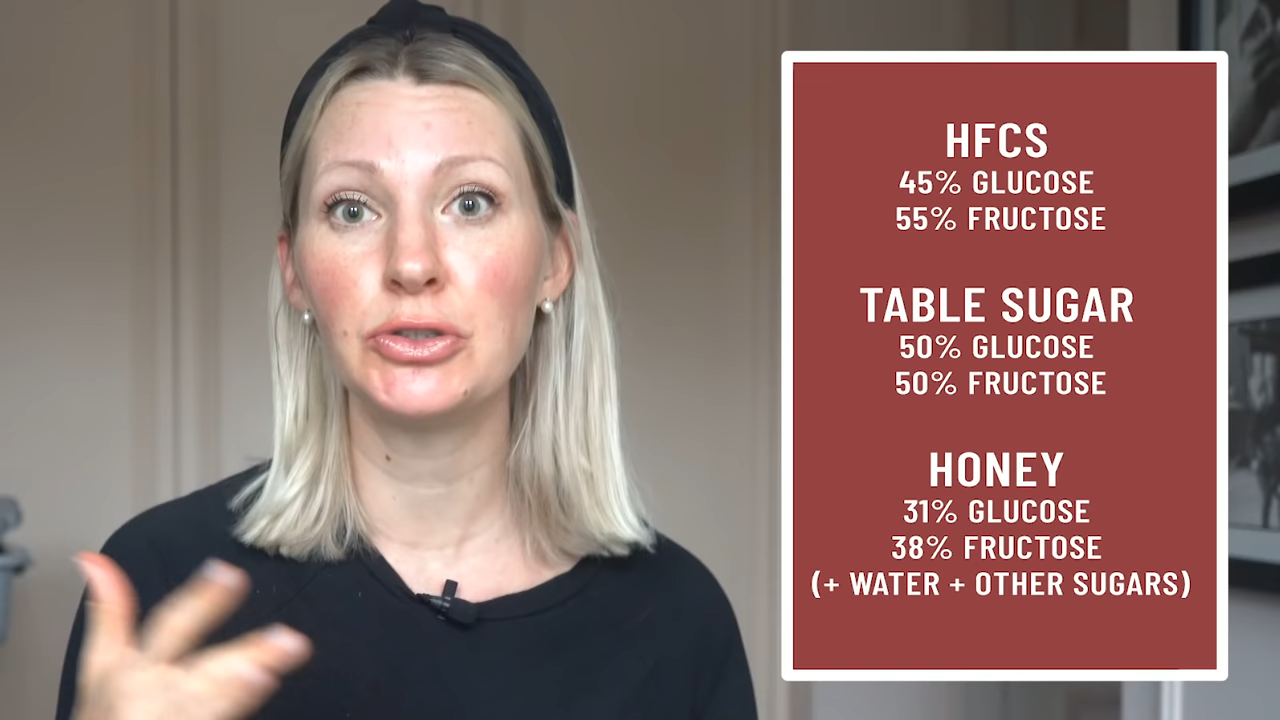 HFCS
45% GLUCOSE
55% FRUCTOSE
TABLE SUGAR
50% GLUCOSE
50% FRUCTOSE
HONEY
31% GLUCOSE
38% FRUCTOSE
(+ WATER + OTHER SUGARS)